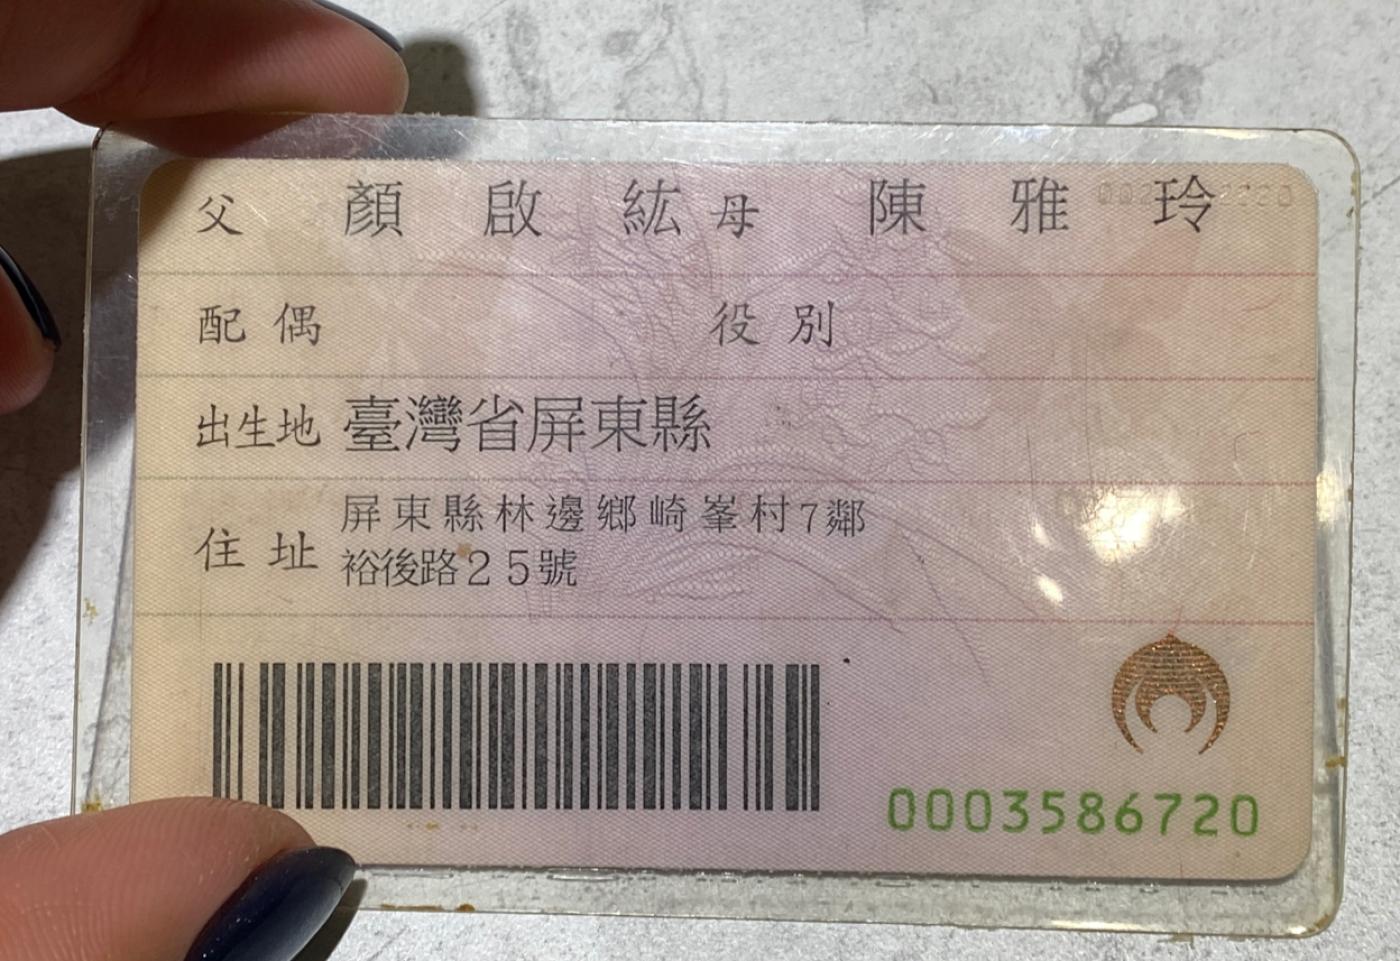 父 顏啟紘 母 陳雅玲
配偶 役別
出生地 臺灣省屏東縣
住址 屏東縣林邊鄉崎峯村7鄰
裕後路25號
0003586720